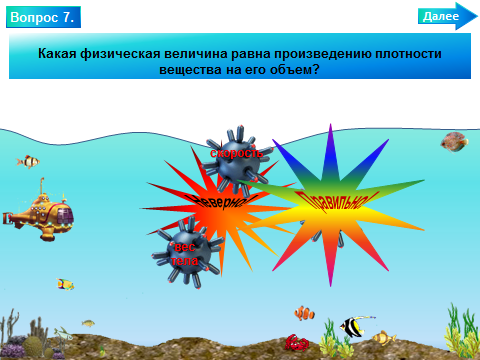 Вопрос 7.
Далее
Какая физическая величина равна произведению плотности
вещества на его объем?
скорость
Неверно
Правильно
вес
тела